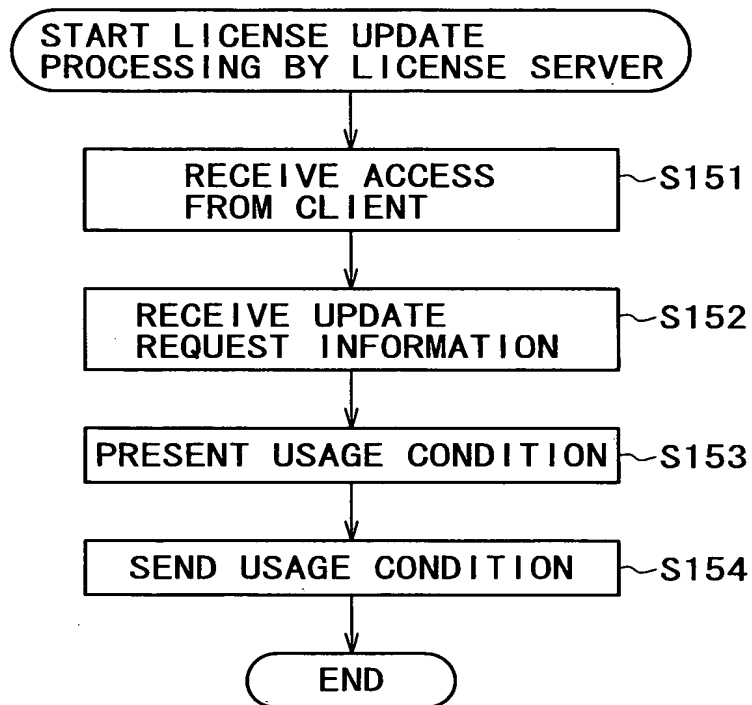 START LICENSE UPDATE
PROCESSING BY LICENSE SERVER
RECEIVE ACCESS
FROM CLIENT
S151
RECEIVE UPDATE
REQUEST INFORMATION
S152
PRESENT USAGE CONDITION
S153
SEND USAGE CONDITION
S154
END